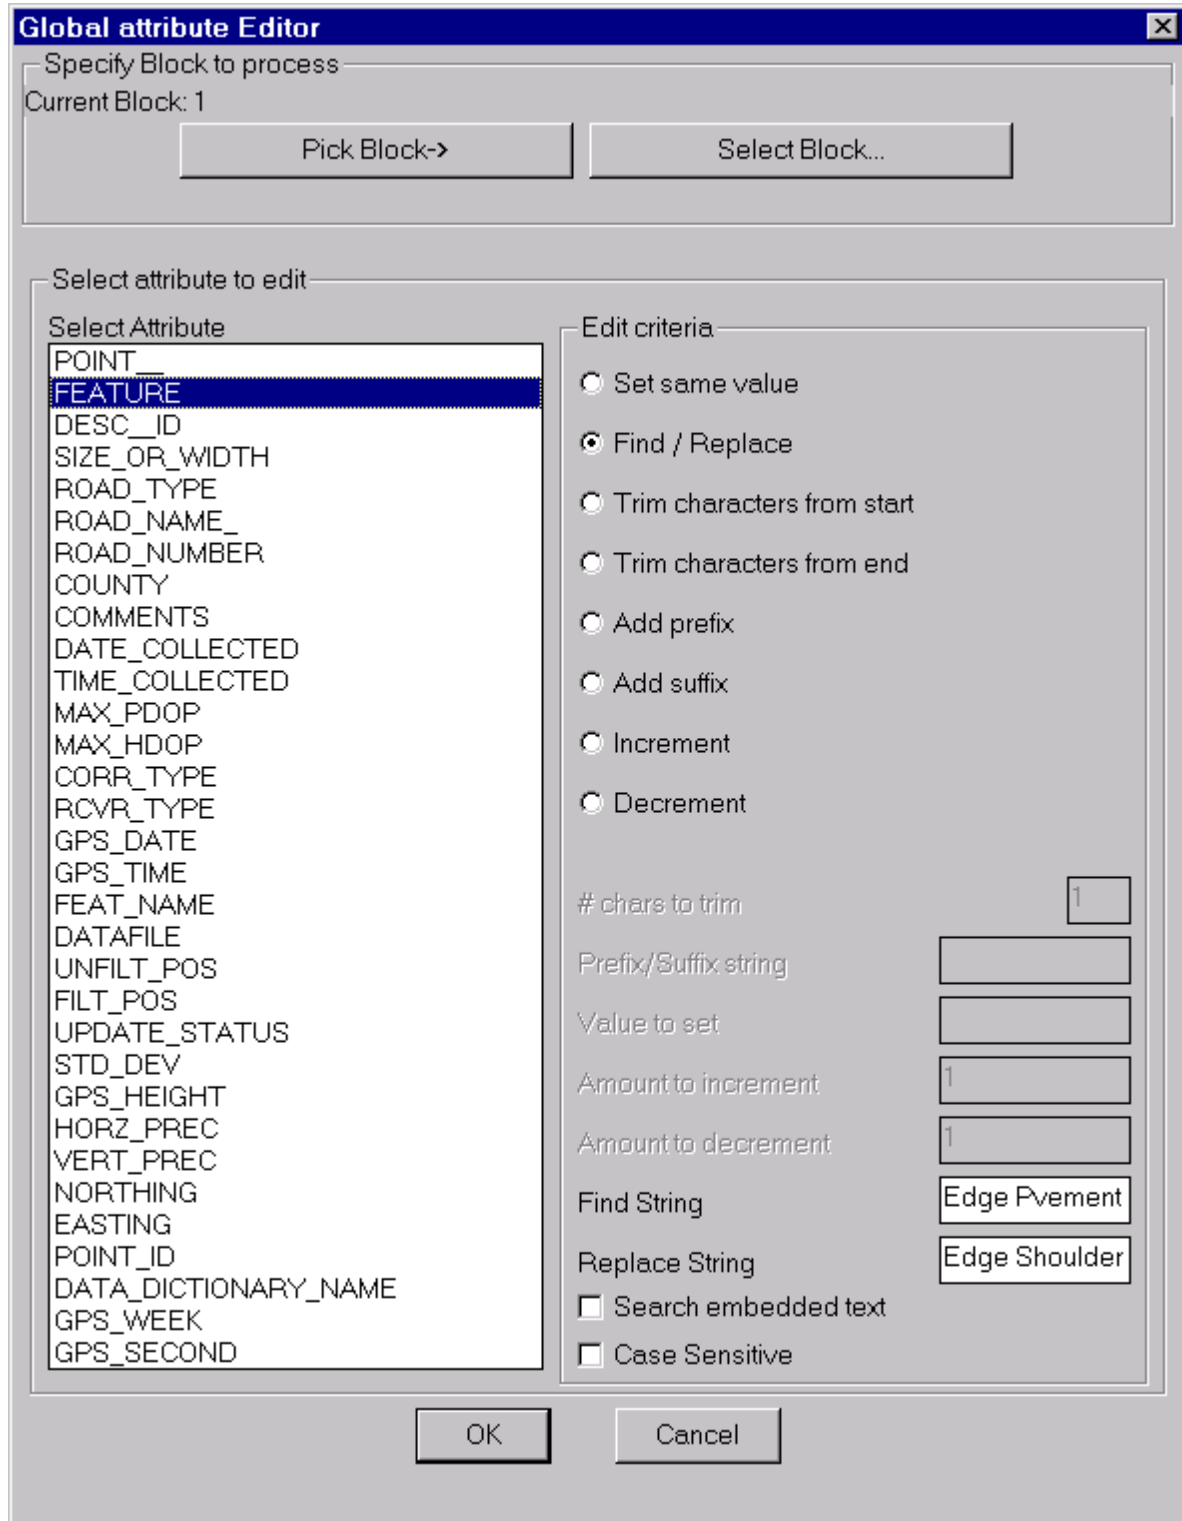 Global attribute Editor
Specify Block to process
Current Block: 1
Pick Block->
Select Block...
Select attribute to edit
Select Attribute
POINT__
FEATURE
DESC__ID
SIZE_OR_WIDTH
ROAD_TYPE
ROAD_NAME_
ROAD_NUMBER
COUNTY
COMMENTS
DATE_COLLECTED
TIME_COLLECTED
MAX_PDOP
MAX_HDOP
CORR_TYPE
RCVR_TYPE
GPS_DATE
GPS_TIME
FEAT_NAME
DATAFILE
UNFILT_POS
FILT_POS
UPDATE_STATUS
STD_DEV
GPS_HEIGHT
HORZ_PREC
VERT_PREC
NORTHING
EASTING
POINT_ID
DATA_DICTIONARY_NAME
GPS_WEEK
GPS_SECOND
Edit criteria
Set same value
Find / Replace
Trim characters from start
Trim characters from end
Add prefix
Add suffix
Increment
Decrement
# chars to trim 1
Prefix/Suffix string
Value to set
Amount to increment 1
Amount to decrement 1
Find String Edge Pvement
Replace String Edge Shoulder
Search embedded text
Case Sensitive
OK
Cancel